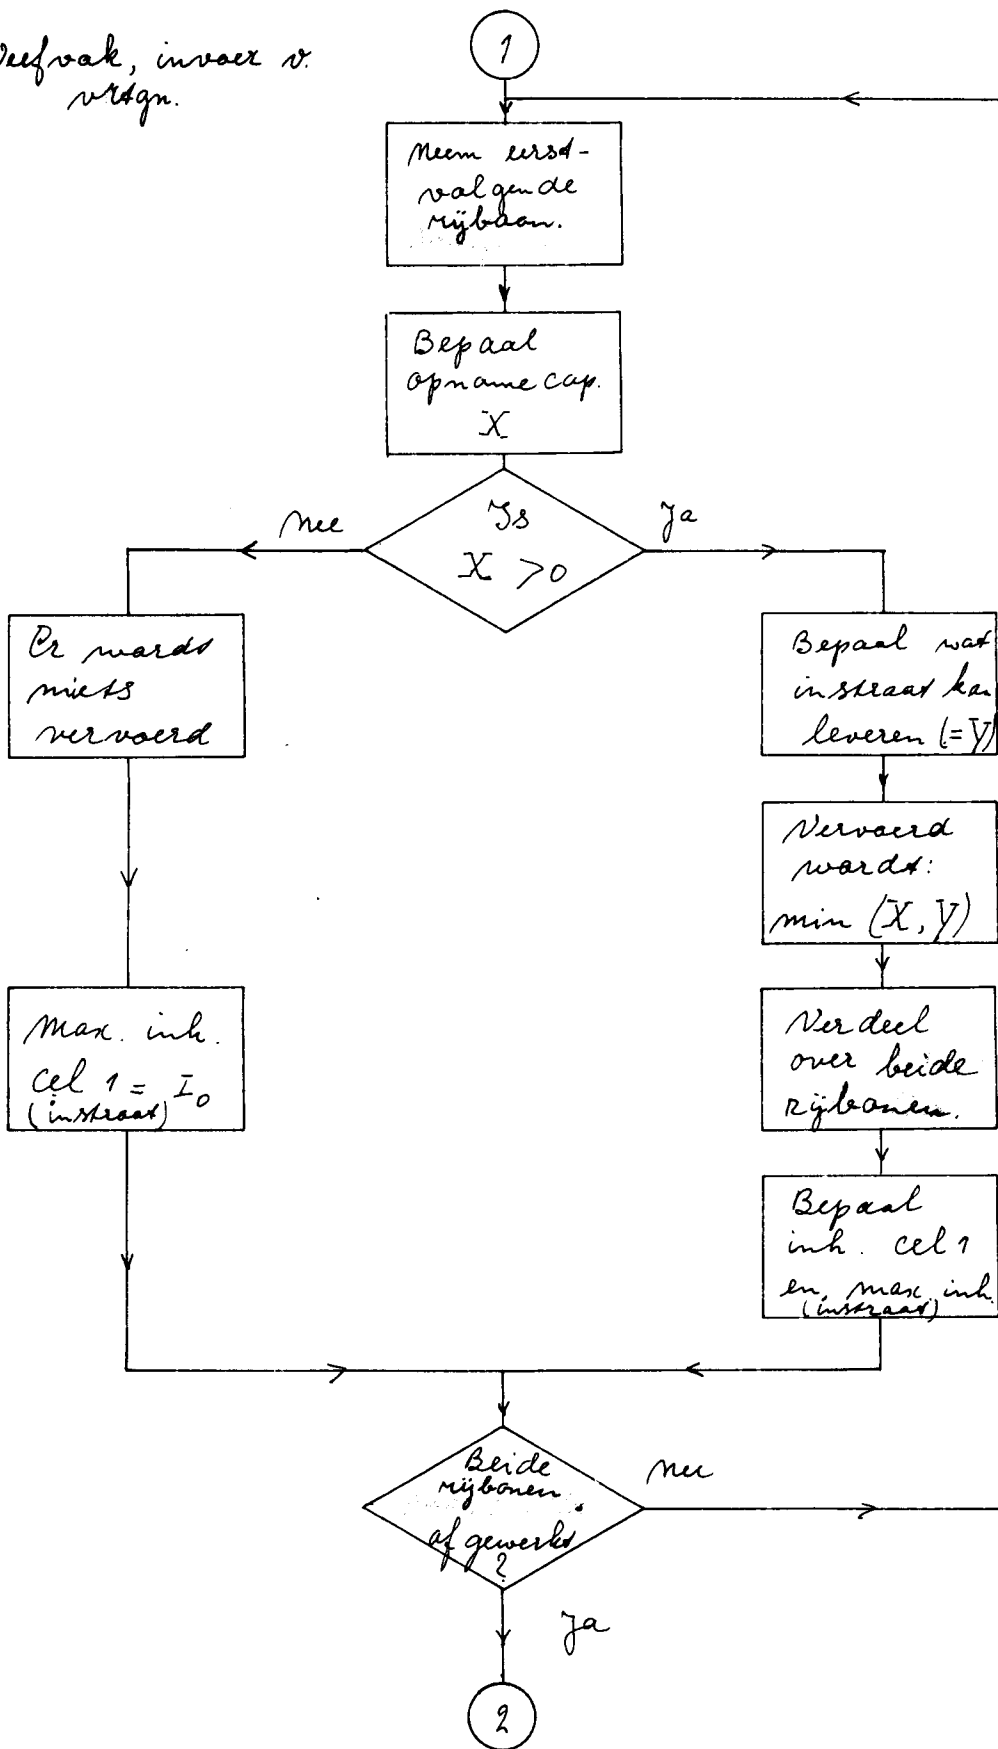 Weefvak, invoer v.
vrtgn.
1
Neem eerst-
volgende
rijbaan.
Bepaal
opname cap.
X
Is
X > 0
Nee
Ja
Er wordt
niets
vervoerd
Bepaal wat
instraat kan
leveren (=Y)
Vervoerd
wordt:
min (X, Y)
Max. inh.
cel 1 = I₀
(instraat)
Verdeel
over beide
rijbanen.
Bepaal
inh. cel 1
en max. inh.
(instraat)
Beide
rijbanen
afgewerkt
?
Nee
Ja
2